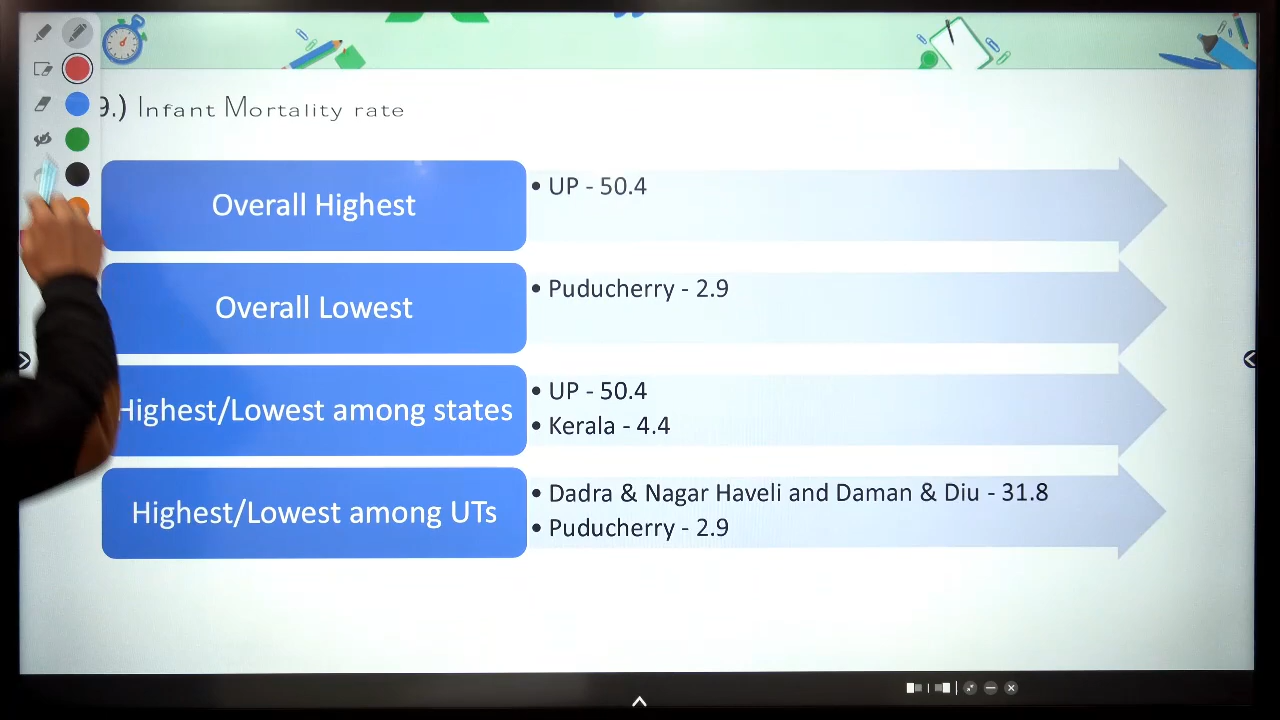 9.) Infant Mortality rate
Overall Highest
• UP - 50.4
Overall Lowest
• Puducherry - 2.9
Highest/Lowest among states
• UP - 50.4
• Kerala - 4.4
Highest/Lowest among UTs
• Dadra & Nagar Haveli and Daman & Diu - 31.8
• Puducherry - 2.9